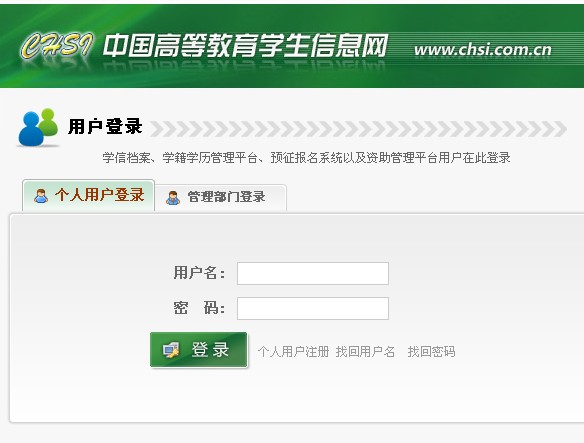 CHSI 中国高等教育学生信息网 www.chsi.com.cn
用户登录
学信档案、学籍学历管理平台、预征报名系统以及资助管理平台用户在此登录
个人用户登录 管理部门登录
用户名：
密 码：
登录 个人用户注册 找回用户名 找回密码